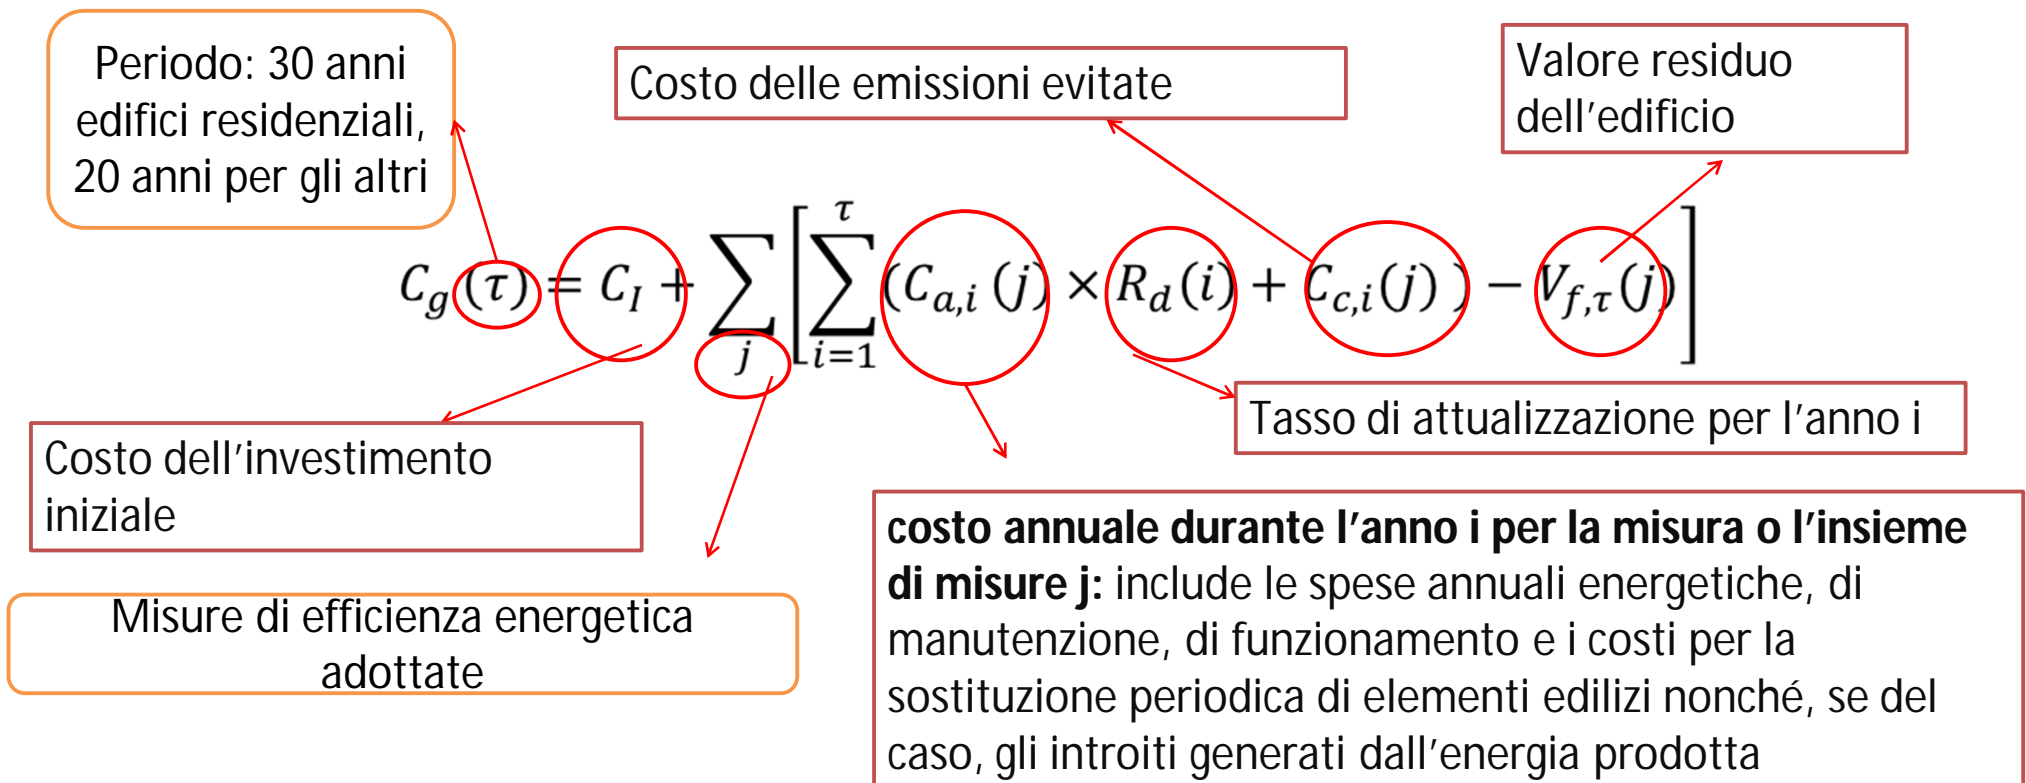 Periodo: 30 anni
edifici residenziali,
20 anni per gli altri
Costo delle emissioni evitate
Valore residuo
dell’edificio
C_g(τ) = C_I + ∑_j [∑_{i=1}^{τ} (C_{a,i} (j) × R_d(i) + C_{c,i}(j) ) − V_{f,τ}(j)]
Costo dell’investimento
iniziale
Tasso di attualizzazione per l’anno i
Misure di efficienza energetica
adottate
costo annuale durante l’anno i per la misura o l’insieme
di misure j: include le spese annuali energetiche, di
manutenzione, di funzionamento e i costi per la
sostituzione periodica di elementi edilizi nonché, se del
caso, gli introiti generati dall’energia prodotta